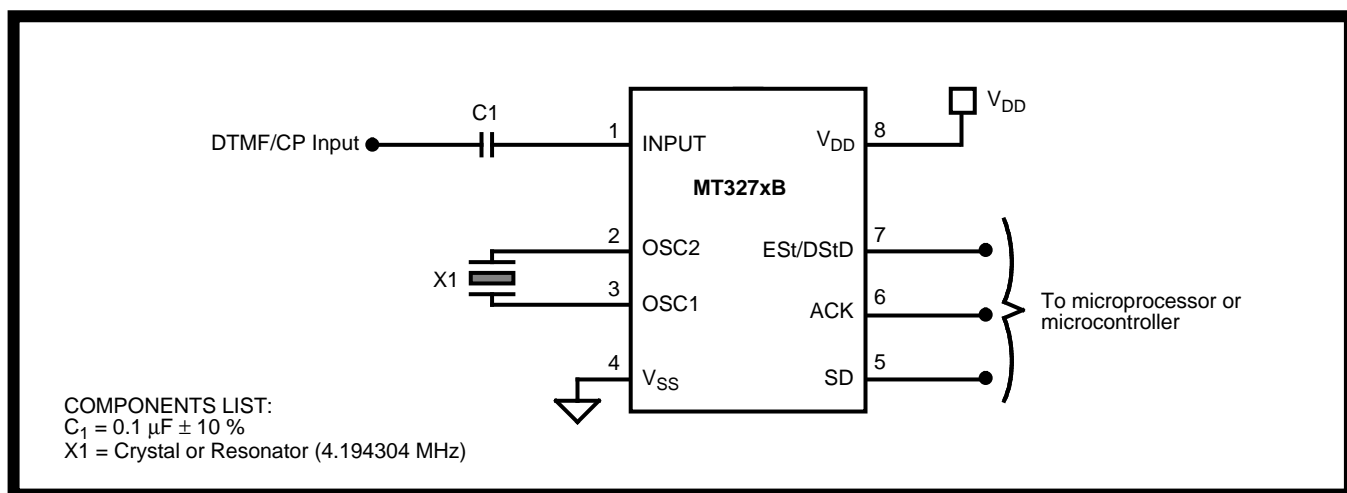 C1
V_DD
DTMF/CP Input
1
INPUT
V_DD
8
MT327xB
2
OSC2
ESt/DStD
7
X1
3
OSC1
ACK
6
To microprocessor or
microcontroller
4
V_SS
SD
5
COMPONENTS LIST:
C₁ = 0.1 µF ± 10 %
X1 = Crystal or Resonator (4.194304 MHz)